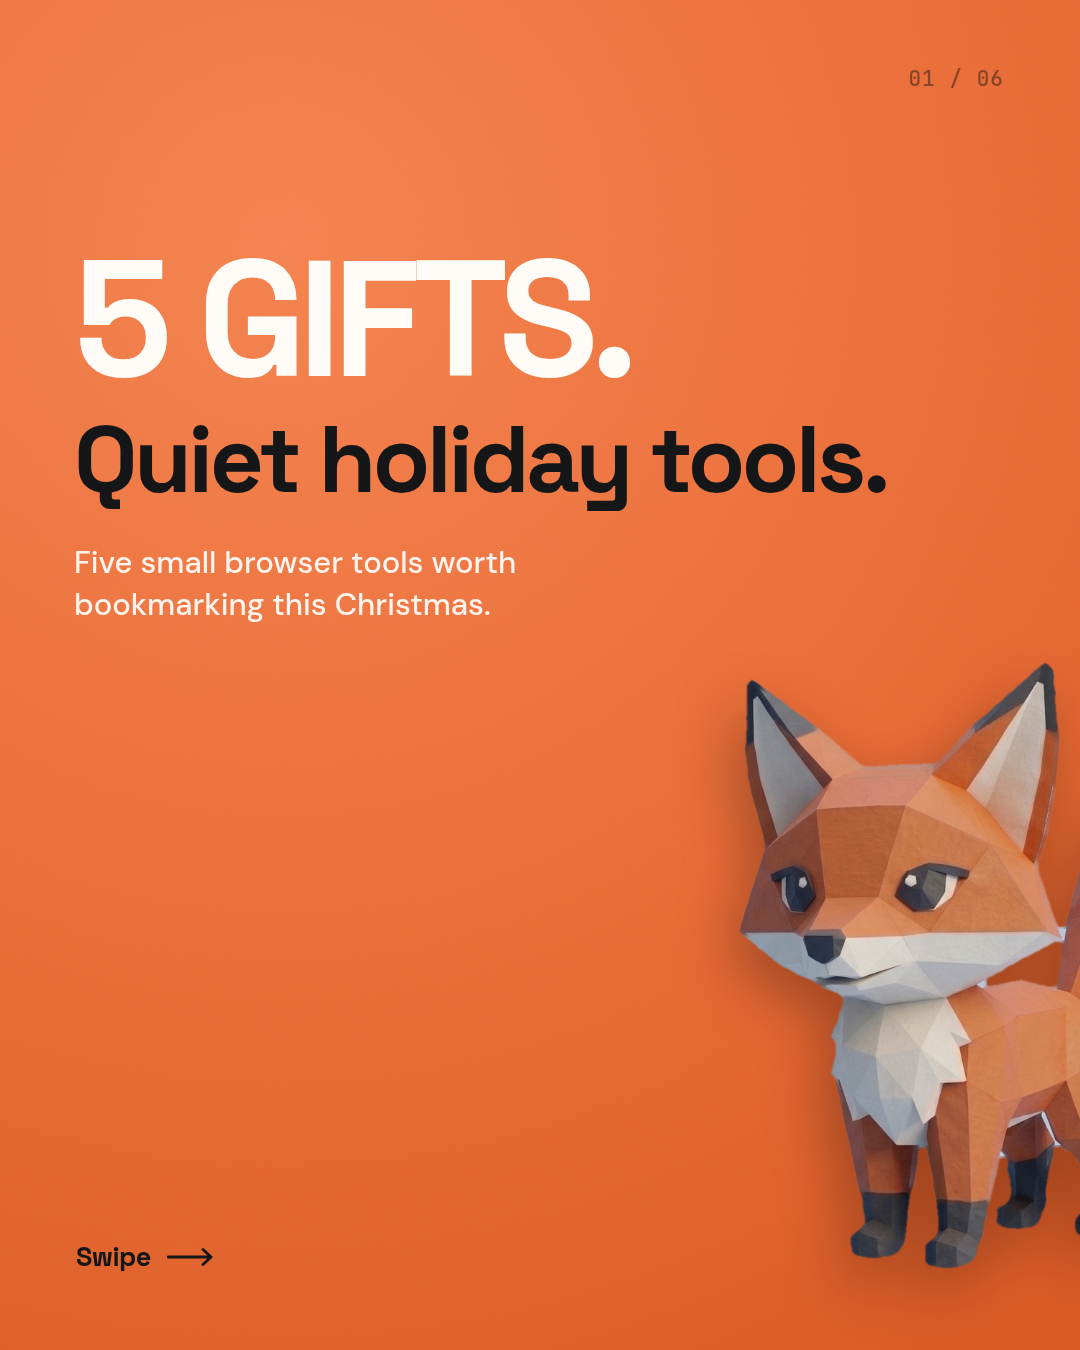 01 / 06
5 GIFTS.
Quiet holiday tools.
Five small browser tools worth
bookmarking this Christmas.
Swipe →